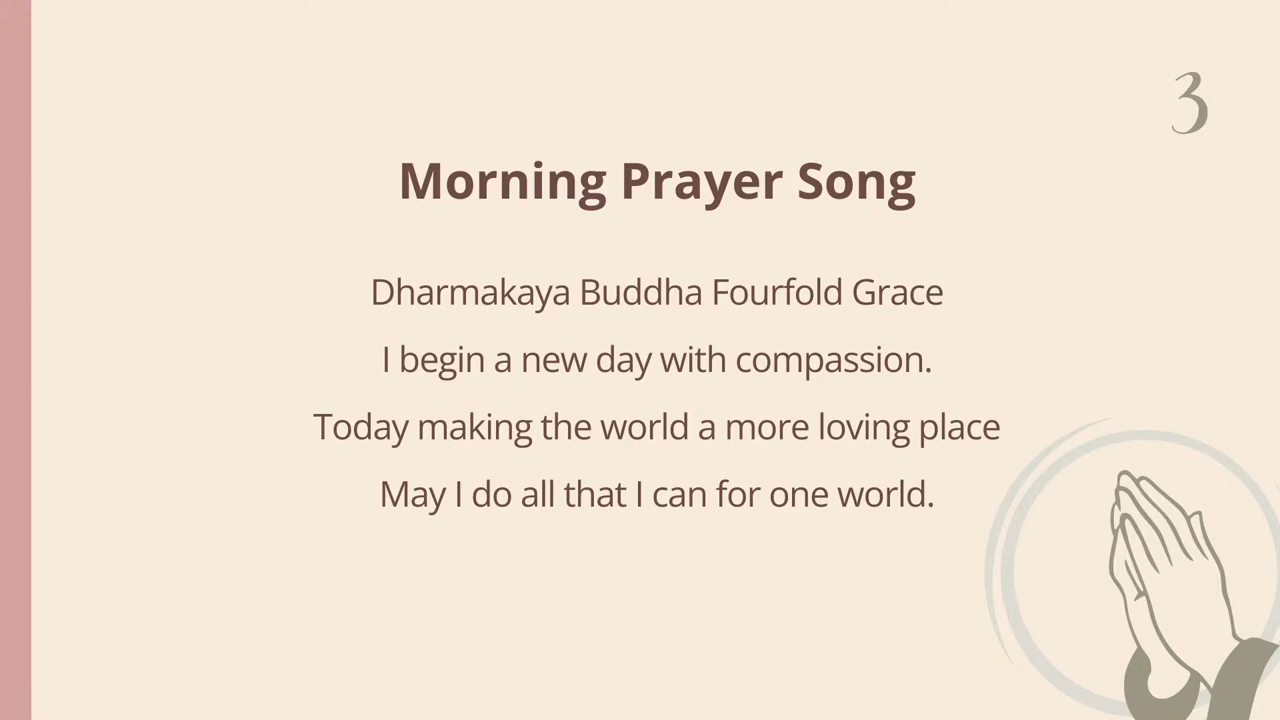 3
Morning Prayer Song
Dharmakaya Buddha Fourfold Grace
I begin a new day with compassion.
Today making the world a more loving place
May I do all that I can for one world.